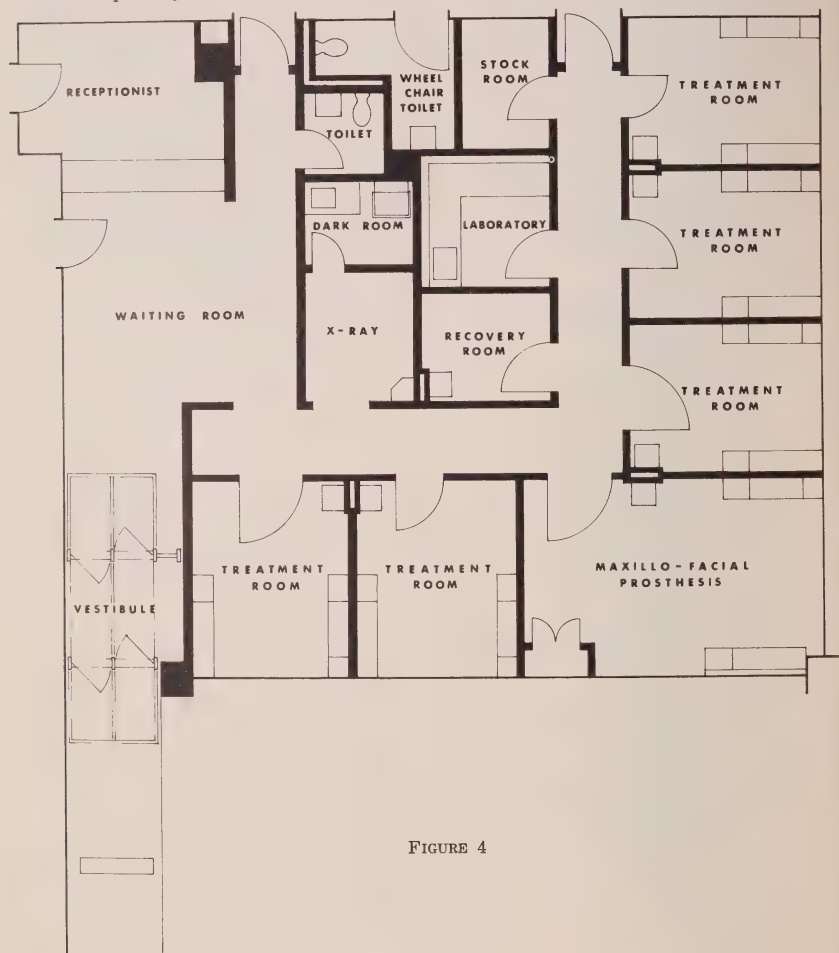 RECEPTIONIST
WHEEL
CHAIR
TOILET
STOCK
ROOM
TREATMENT
ROOM
TOILET
DARK ROOM
LABORATORY
TREATMENT
ROOM
WAITING ROOM
X-RAY
RECOVERY
ROOM
TREATMENT
ROOM
TREATMENT
ROOM
TREATMENT
ROOM
MAXILLO-FACIAL
PROSTHESIS
VESTIBULE
FIGURE 4